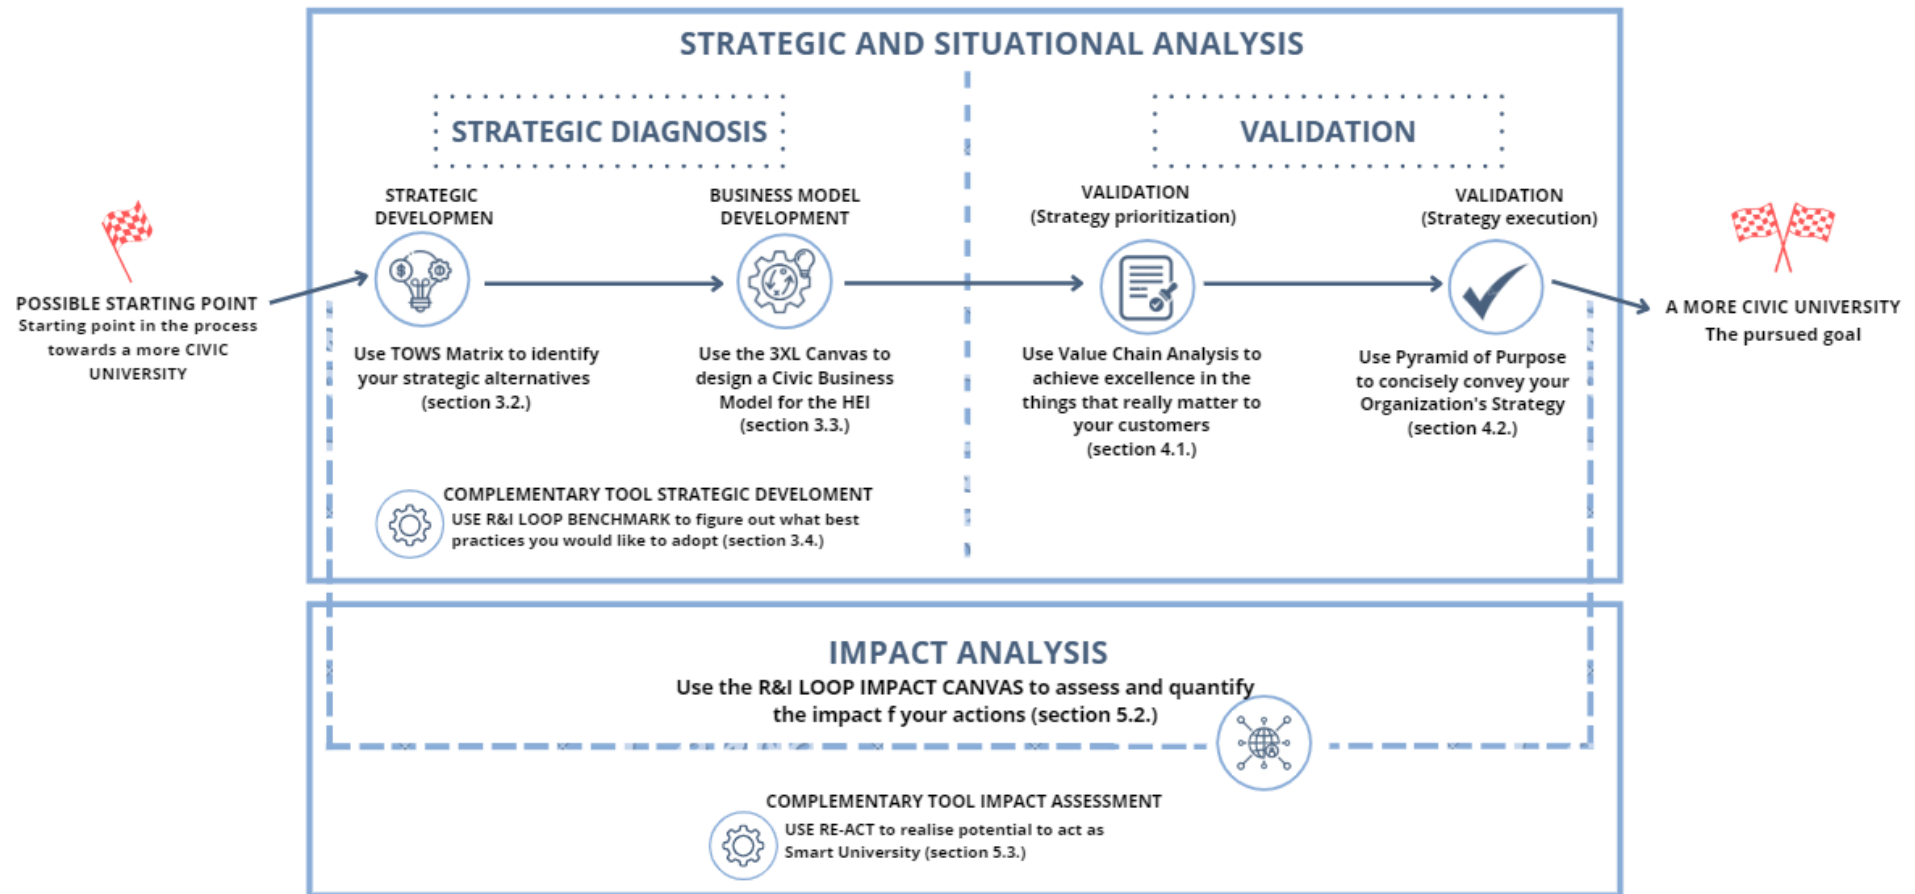 STRATEGIC AND SITUATIONAL ANALYSIS
STRATEGIC DIAGNOSIS
VALIDATION
POSSIBLE STARTING POINT
Starting point in the process
towards a more CIVIC
UNIVERSITY
STRATEGIC
DEVELOPMEN
Use TOWS Matrix to identify
your strategic alternatives
(section 3.2.)
BUSINESS MODEL
DEVELOPMENT
Use the 3XL Canvas to
design a Civic Business
Model for the HEI
(section 3.3.)
VALIDATION
(Strategy prioritization)
Use Value Chain Analysis to
achieve excellence in the
things that really matter to
your customers
(section 4.1.)
VALIDATION
(Strategy execution)
Use Pyramid of Purpose
to concisely convey your
Organization's Strategy
(section 4.2.)
A MORE CIVIC UNIVERSITY
The pursued goal
COMPLEMENTARY TOOL STRATEGIC DEVELOMENT
USE R&I LOOP BENCHMARK to figure out what best
practices you would like to adopt (section 3.4.)
IMPACT ANALYSIS
Use the R&I LOOP IMPACT CANVAS to assess and quantify
the impact f your actions (section 5.2.)
COMPLEMENTARY TOOL IMPACT ASSESSMENT
USE RE-ACT to realise potential to act as
Smart University (section 5.3.)